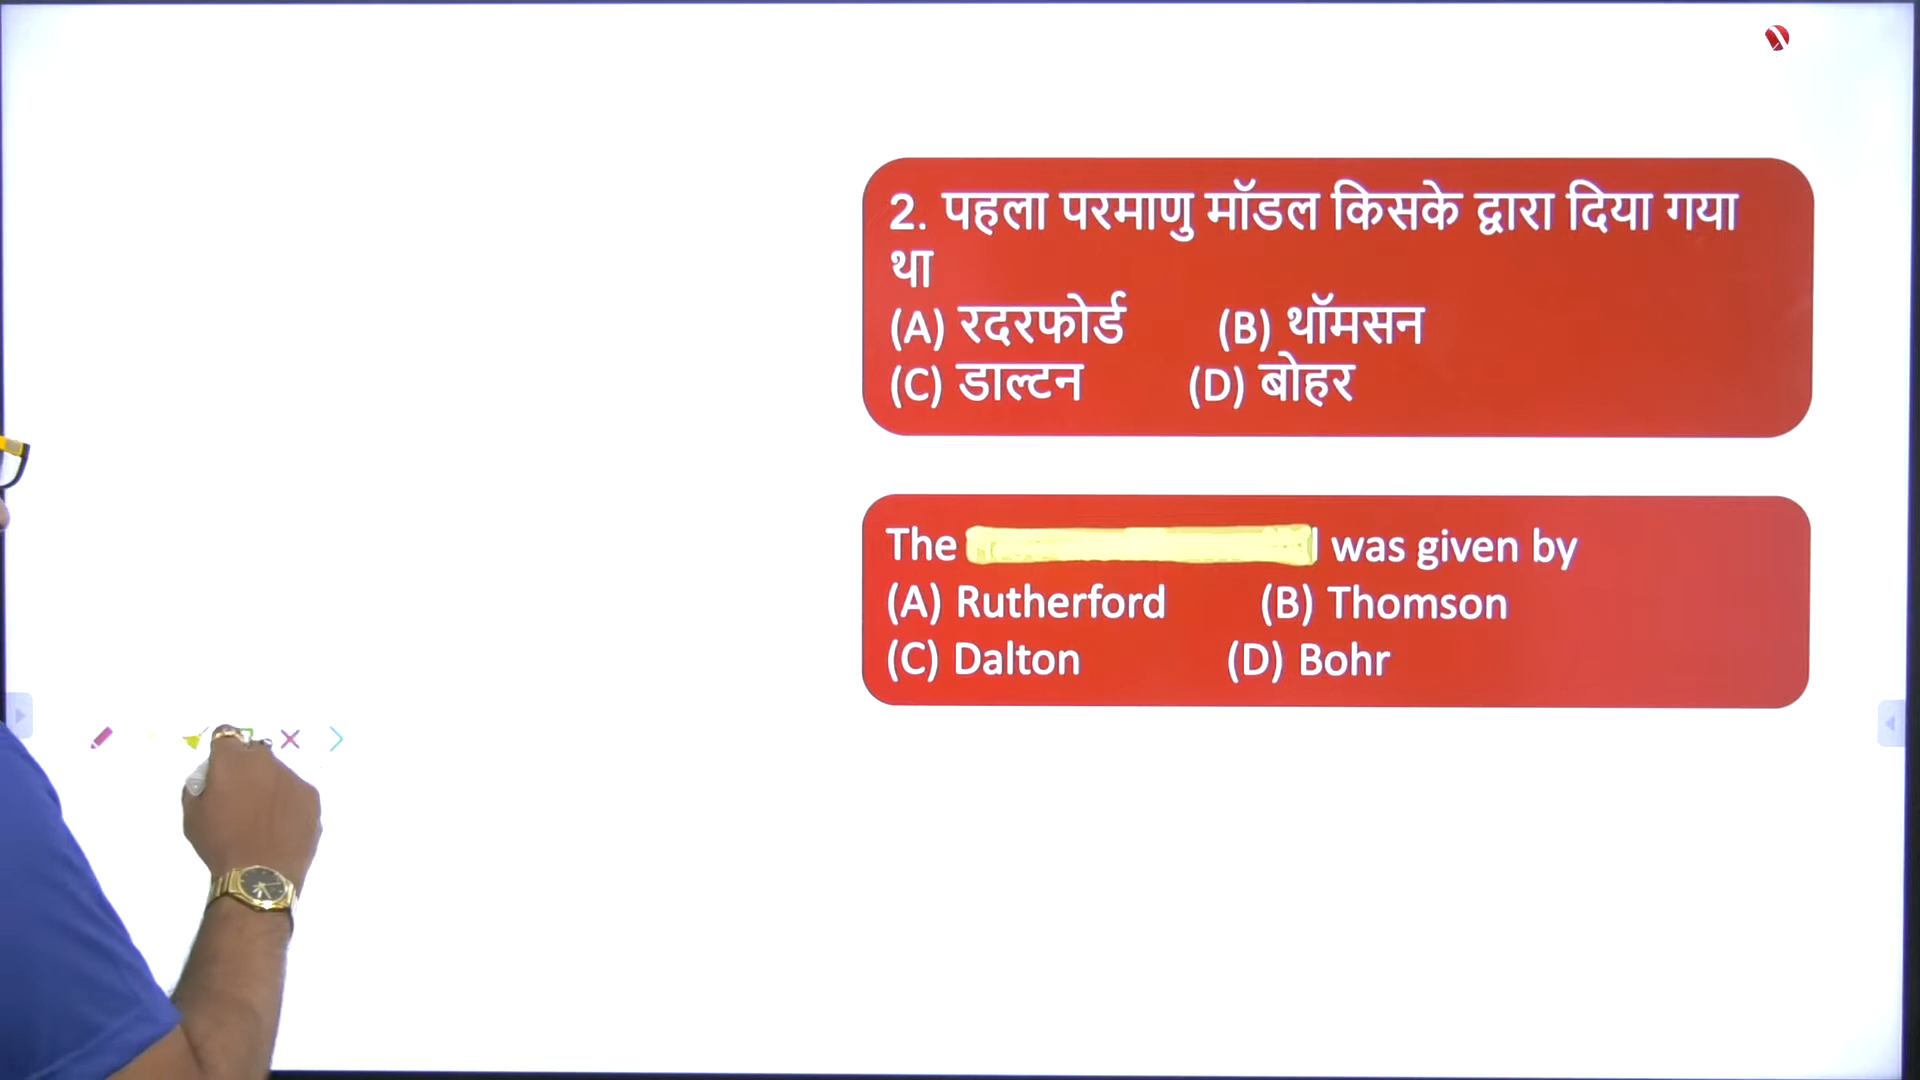 2. पहला परमाणु मॉडल किसके द्वारा दिया गया
था
(A) रदरफोर्ड (B) थॉमसन
(C) डाल्टन (D) बोहर
The was given by
(A) Rutherford (B) Thomson
(C) Dalton (D) Bohr